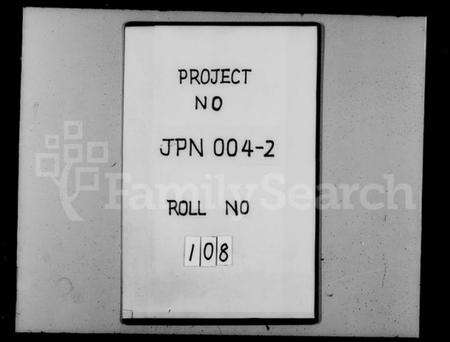 PROJECT
NO
JPN 004-2
FamilySearch
ROLL NO
108